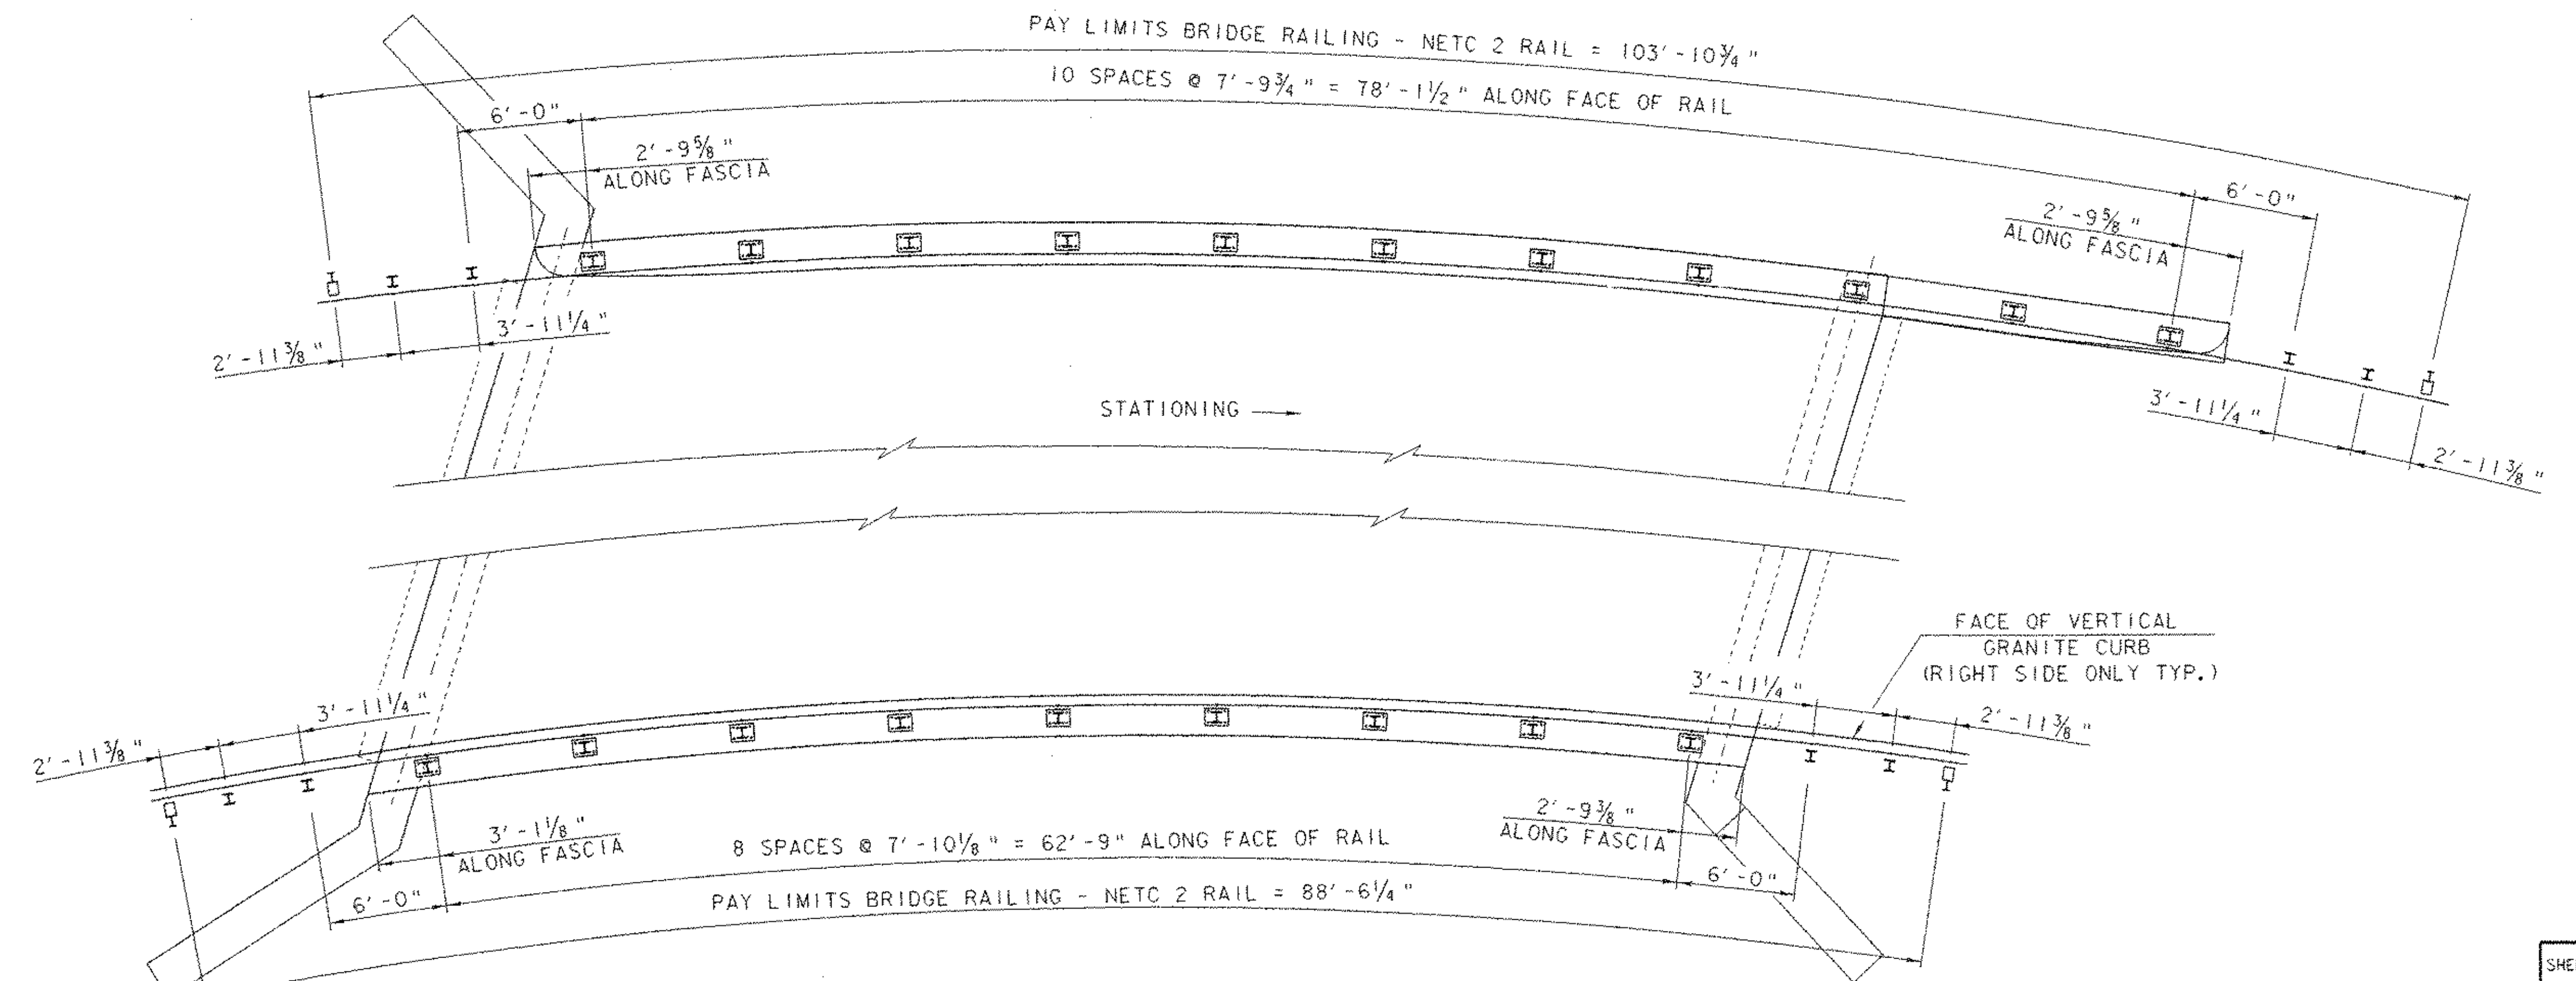 PAY LIMITS BRIDGE RAILING - NETC 2 RAIL = 103'-10¾"
10 SPACES @ 7'-9¾" = 78'-1½" ALONG FACE OF RAIL
6'-0"
2'-9⅝"
ALONG FASCIA
6'-0"
2'-9⅝"
ALONG FASCIA
3'-11¼"
2'-11⅜"
STATIONING
3'-11¼"
2'-11⅜"
FACE OF VERTICAL
GRANITE CURB
(RIGHT SIDE ONLY TYP.)
3'-11¼"
2'-11⅜"
3'-11¼"
2'-11⅜"
3'-1⅛"
ALONG FASCIA
2'-9⅜"
ALONG FASCIA
8 SPACES @ 7'-10⅛" = 62'-9" ALONG FACE OF RAIL
6'-0"
6'-0"
PAY LIMITS BRIDGE RAILING - NETC 2 RAIL = 88'-6¼"
SHE